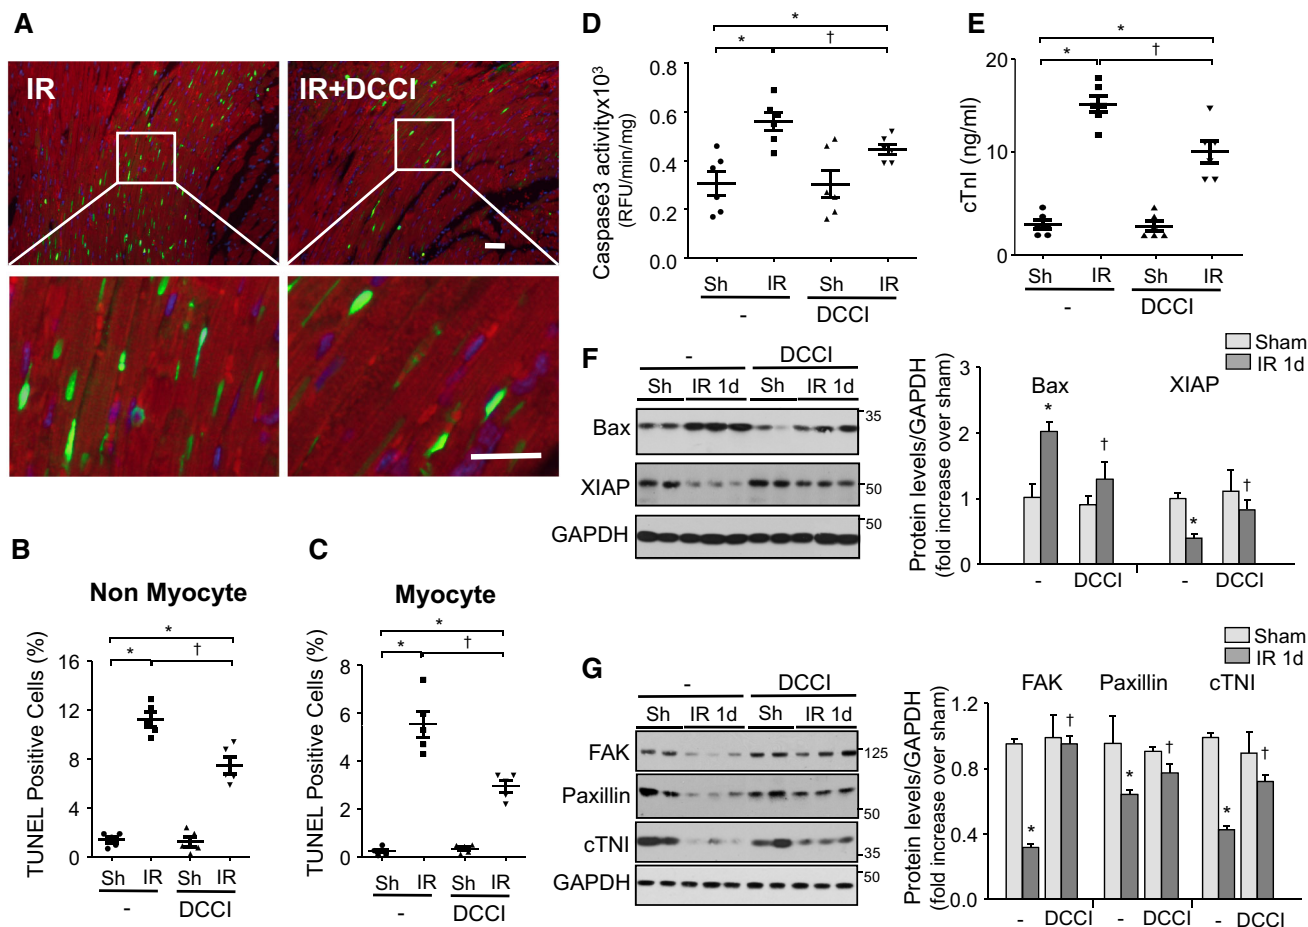 A
IR
IR+DCCI
B
Non Myocyte
TUNEL Positive Cells (%)
16
12
8
4
0
*
*
†
Sh
IR
Sh
IR
-
DCCI
C
Myocyte
TUNEL Positive Cells (%)
8
6
4
2
0
*
*
†
Sh
IR
Sh
IR
-
DCCI
D
Caspase3 activityx10³
(RFU/min/mg)
0.8
0.6
0.4
0.2
0.0
*
*
†
Sh
IR
Sh
IR
-
DCCI
E
cTnI (ng/ml)
20
10
0
*
*
†
Sh
IR
Sh
IR
-
DCCI
F
-
DCCI
Sh
IR 1d
Sh
IR 1d
Bax
35
XIAP
50
GAPDH
50
Sham
IR 1d
Protein levels/GAPDH
(fold increase over sham)
3
2
1
0
Bax
XIAP
*
†
*
†
-
DCCI
-
DCCI
G
-
DCCI
Sh
IR 1d
Sh
IR 1d
FAK
125
Paxillin
50
cTNI
35
GAPDH
50
Sham
IR 1d
Protein levels/GAPDH
(fold increase over sham)
1.2
0.8
0.4
0.0
FAK
Paxillin
cTNI
*
†
*
†
*
†
-
DCCI
-
DCCI
-
DCCI